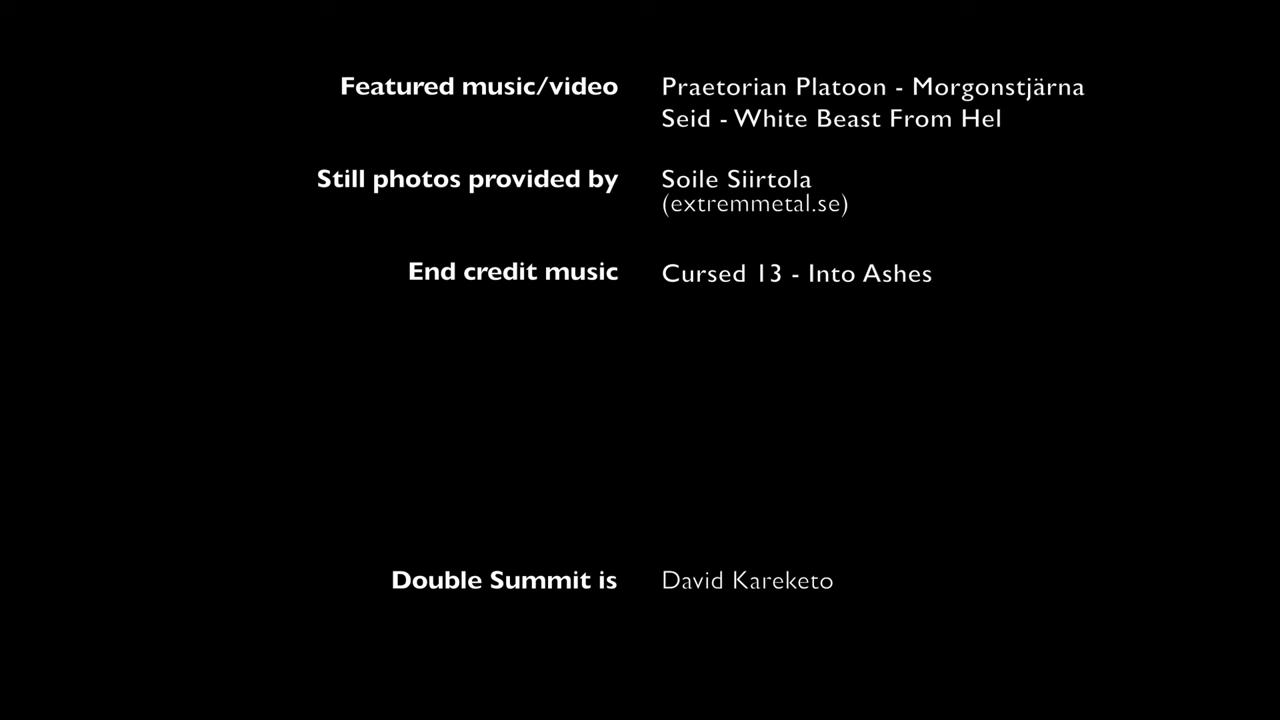 Featured music/video Praetorian Platoon - Morgonstjärna
Seid - White Beast From Hel
Still photos provided by Soile Siirtola
(extremmetal.se)
End credit music Cursed 13 - Into Ashes
Double Summit is David Kareketo